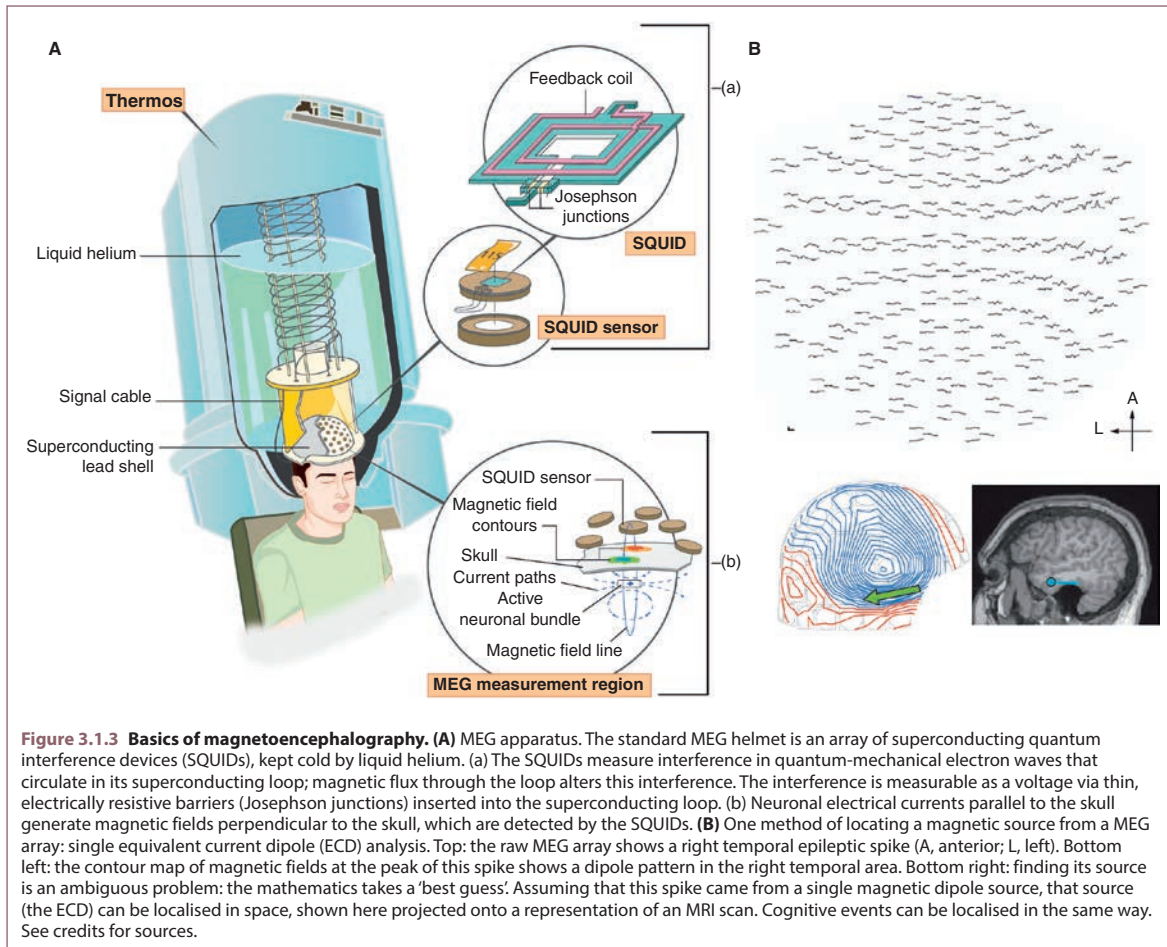 A
B
Thermos
Feedback coil
(a)
Josephson
junctions
SQUID
Liquid helium
SQUID sensor
Signal cable
Superconducting
lead shell
A
L
SQUID sensor
Magnetic field
contours
Skull
(b)
Current paths
Active
neuronal bundle
Magnetic field line
MEG measurement region
Figure 3.1.3 Basics of magnetoencephalography. (A) MEG apparatus. The standard MEG helmet is an array of superconducting quantum
interference devices (SQUIDs), kept cold by liquid helium. (a) The SQUIDs measure interference in quantum-mechanical electron waves that
circulate in its superconducting loop; magnetic flux through the loop alters this interference. The interference is measurable as a voltage via thin,
electrically resistive barriers (Josephson junctions) inserted into the superconducting loop. (b) Neuronal electrical currents parallel to the skull
generate magnetic fields perpendicular to the skull, which are detected by the SQUIDs. (B) One method of locating a magnetic source from a MEG
array: single equivalent current dipole (ECD) analysis. Top: the raw MEG array shows a right temporal epileptic spike (A, anterior; L, left). Bottom
left: the contour map of magnetic fields at the peak of this spike shows a dipole pattern in the right temporal area. Bottom right: finding its source
is an ambiguous problem: the mathematics takes a ‘best guess’. Assuming that this spike came from a single magnetic dipole source, that source
(the ECD) can be localised in space, shown here projected onto a representation of an MRI scan. Cognitive events can be localised in the same way.
See credits for sources.